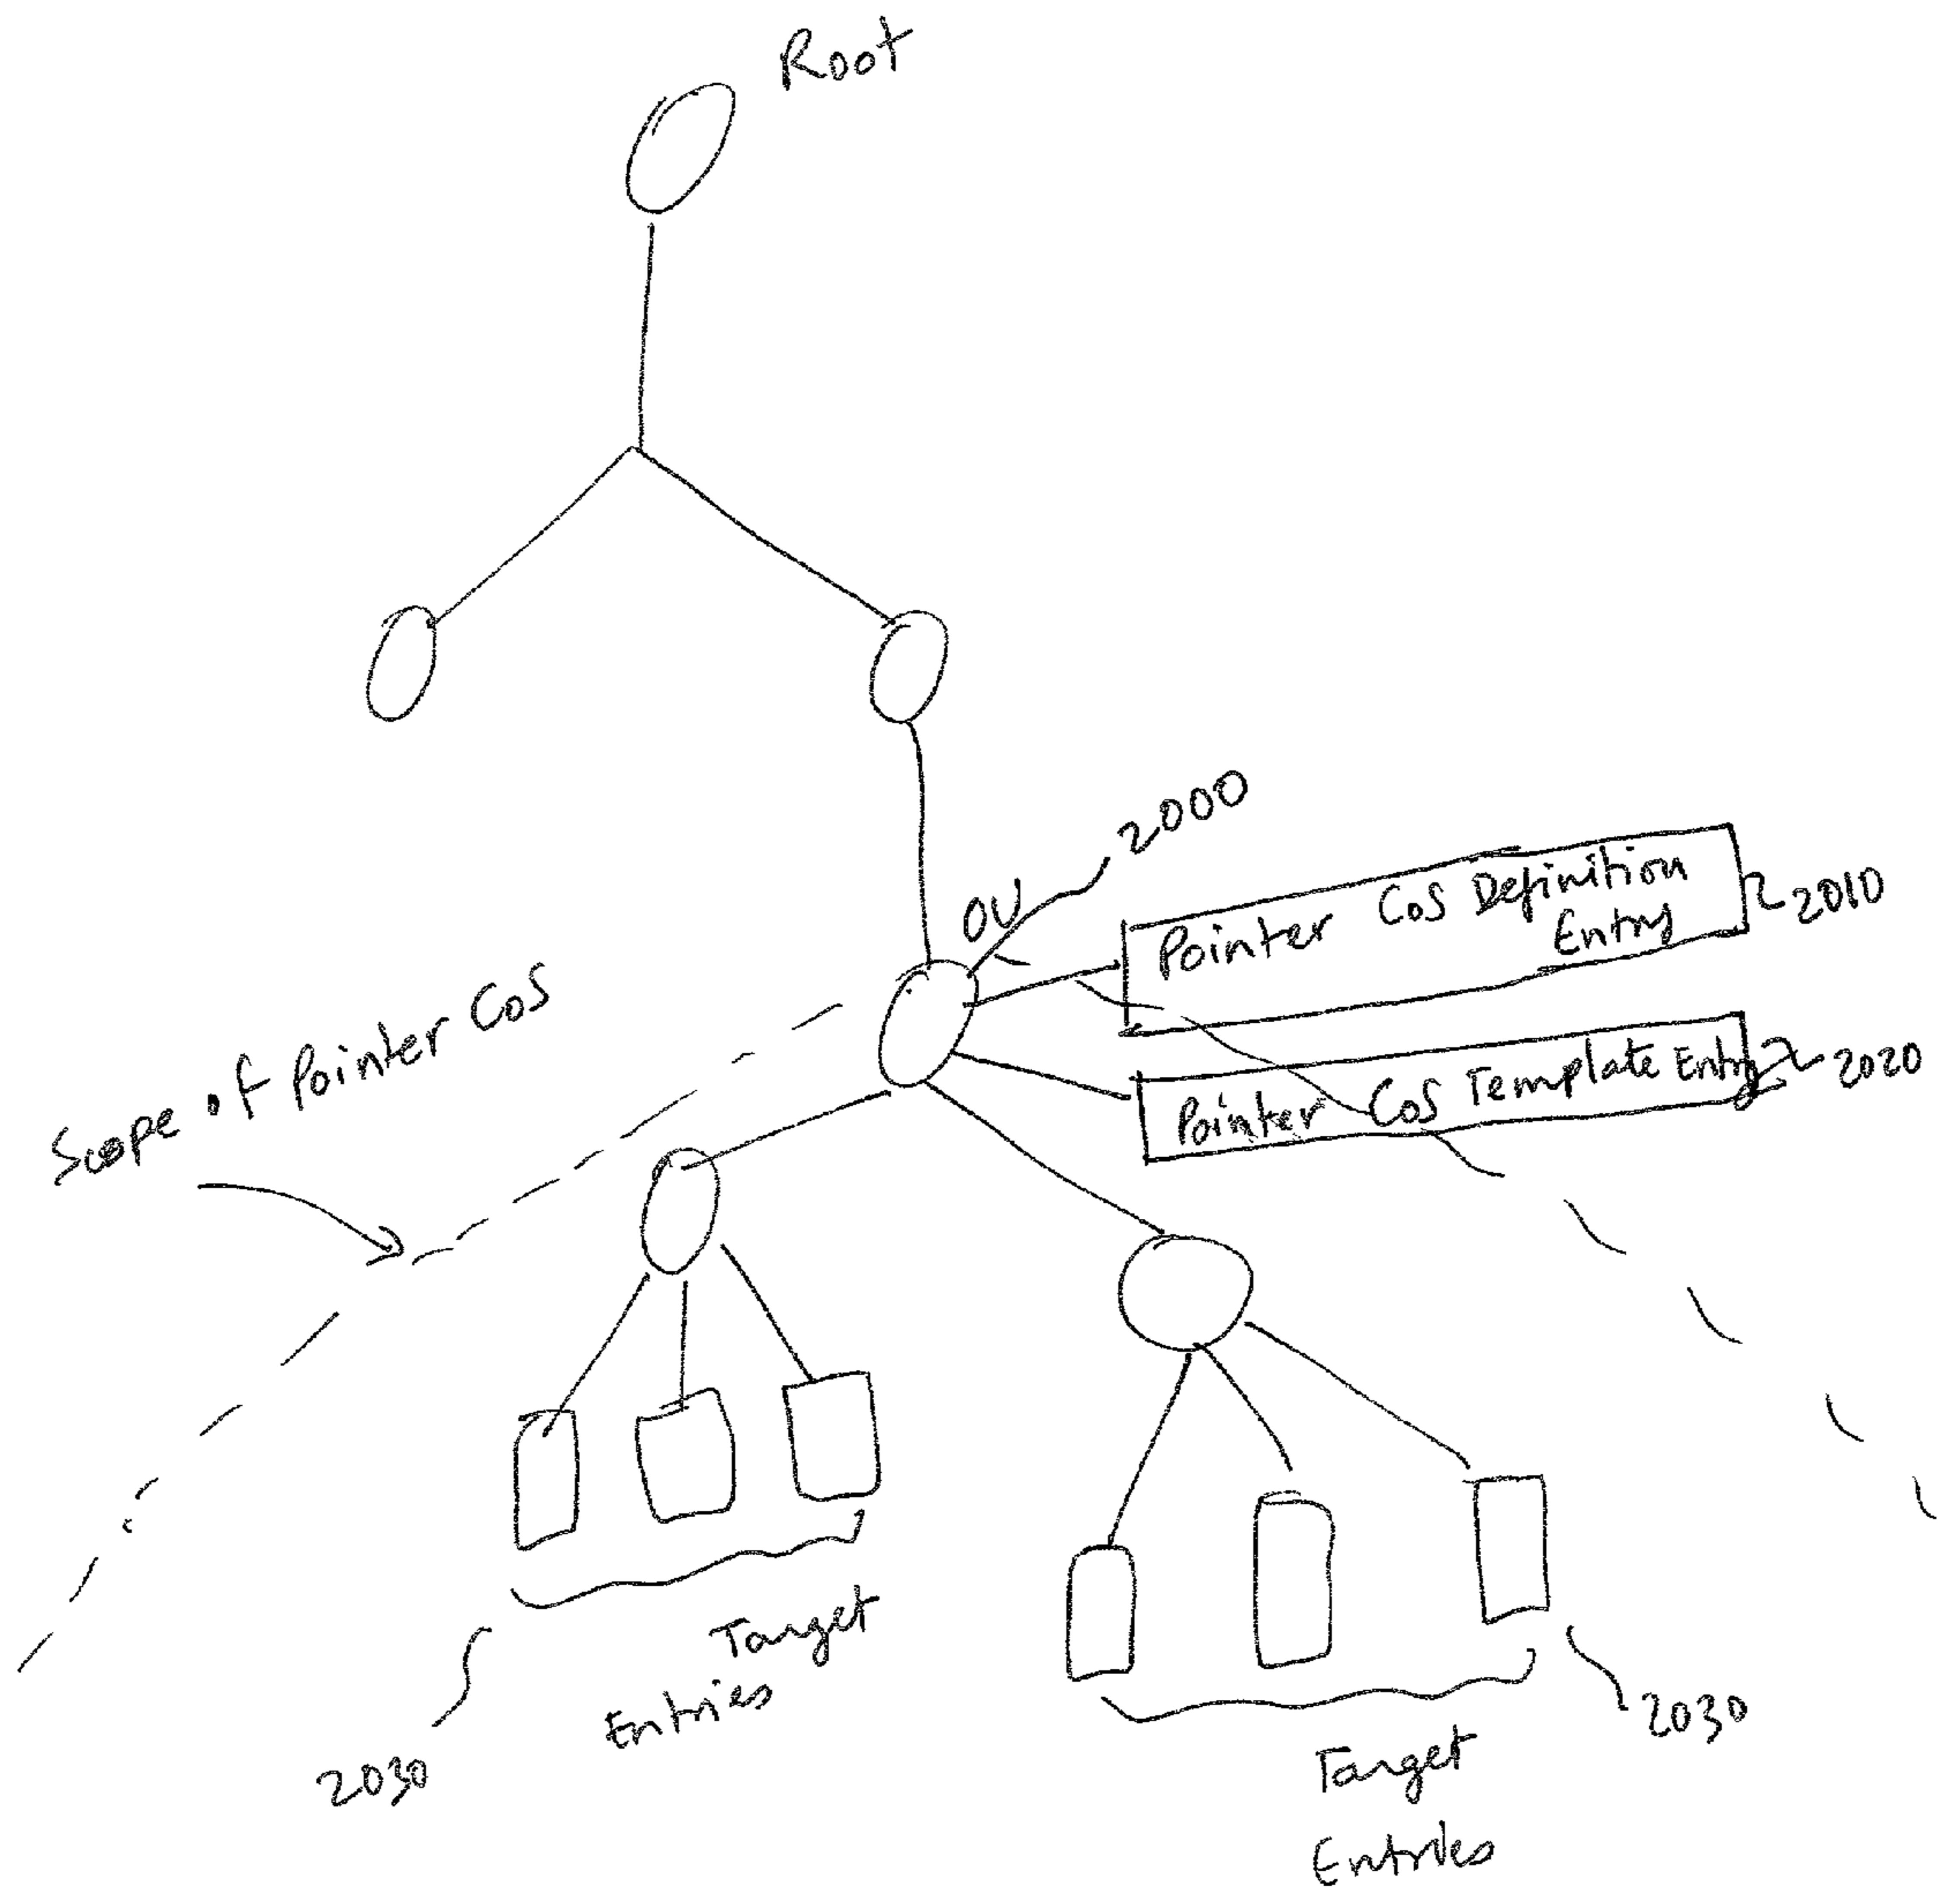 Root
2000
OU
Pointer CoS Definition
Entry
2010
Scope of Pointer CoS
Pointer CoS Template Entry
2020
Target
Entries
2030
2030
Target
Entries